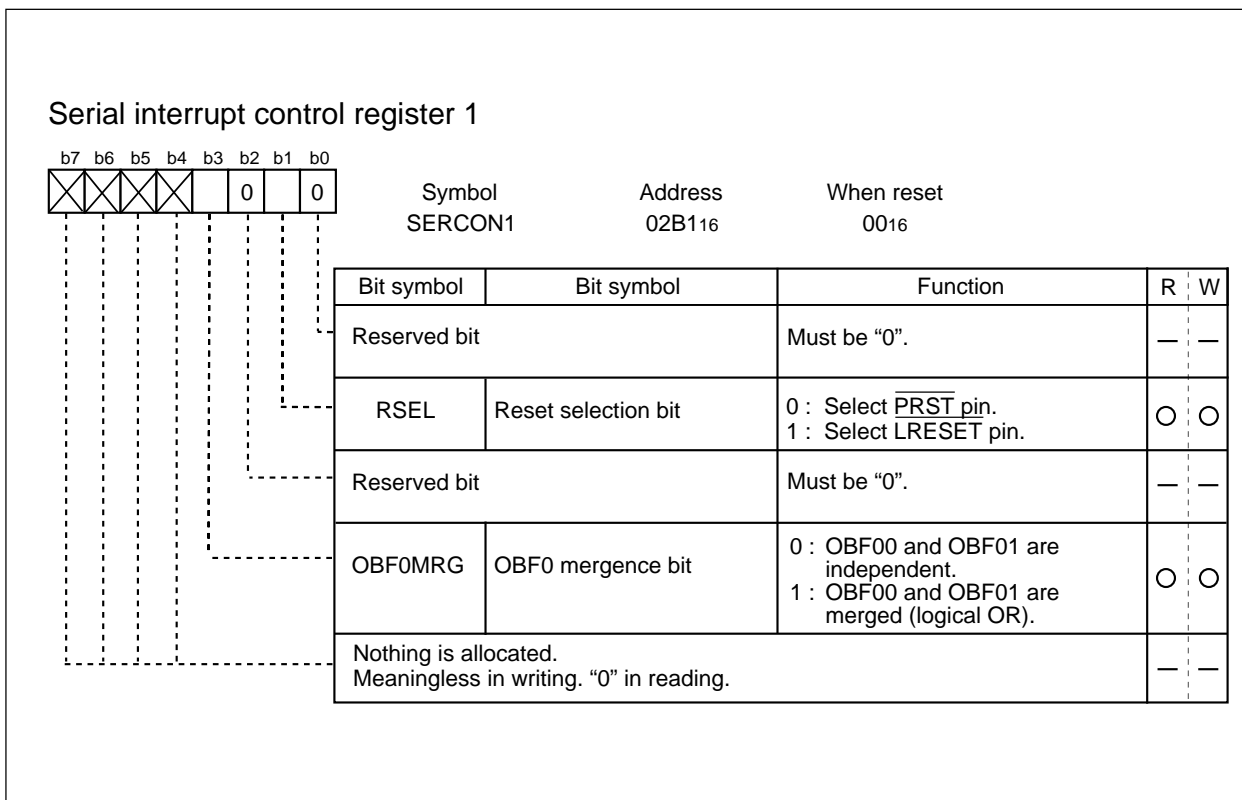 Serial interrupt control register 1
b7 b6 b5 b4 b3 b2 b1 b0
0 0
Symbol Address When reset
SERCON1 02B116 0016
Bit symbol Bit symbol Function R W
Reserved bit Must be “0”. — —
RSEL Reset selection bit 0 : Select PRST pin.
1 : Select LRESET pin.
Reserved bit Must be “0”. — —
OBF0MRG OBF0 mergence bit 0 : OBF00 and OBF01 are
independent.
1 : OBF00 and OBF01 are
merged (logical OR).
Nothing is allocated.
Meaningless in writing. “0” in reading. — —